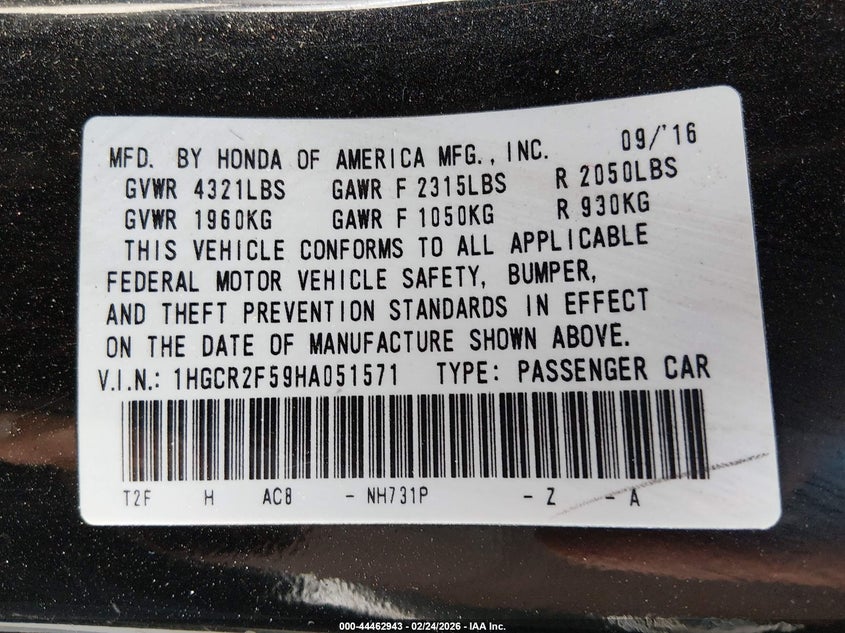 MFD. BY HONDA OF AMERICA MFG., INC. 09/'16
GVWR 4321LBS GAWR F 2315LBS R 2050LBS
GVWR 1960KG GAWR F 1050KG R 930KG
THIS VEHICLE CONFORMS TO ALL APPLICABLE
FEDERAL MOTOR VEHICLE SAFETY, BUMPER,
AND THEFT PREVENTION STANDARDS IN EFFECT
ON THE DATE OF MANUFACTURE SHOWN ABOVE.
V.I.N.: 1HGCR2F59HA051571 TYPE: PASSENGER CAR
T2F H AC8 - NH731P - Z - A
000-44462943 - 02/24/2026 - IAA Inc.